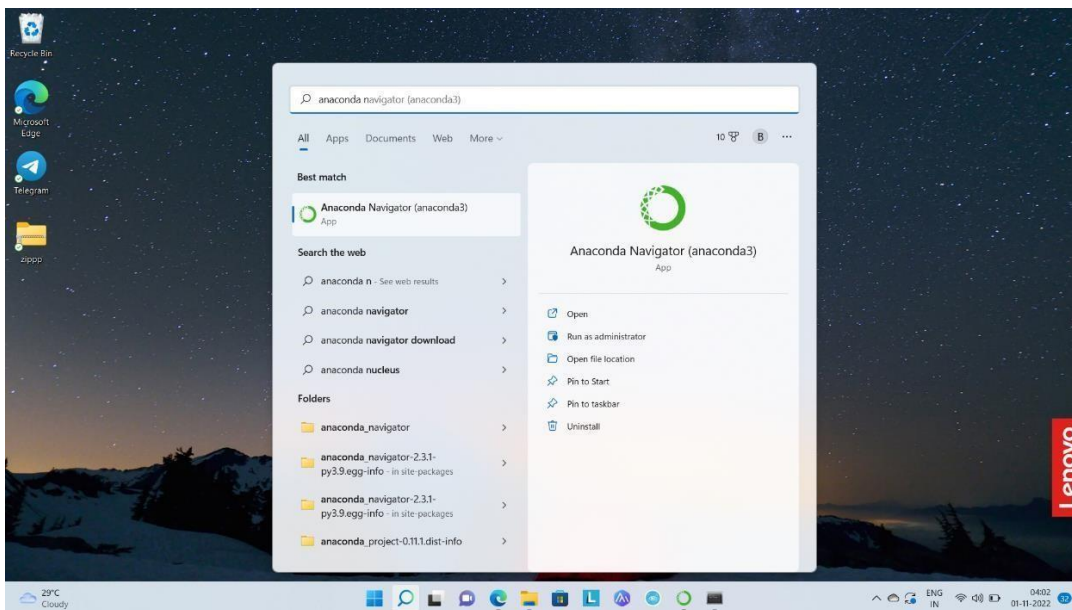 Recycle Bin
Microsoft
Edge
Telegram
zippp
anaconda navigator (anaconda3)
All Apps Documents Web More
10
B
...
Best match
Anaconda Navigator (anaconda3)
App
Search the web
anaconda n - See web results
anaconda navigator
anaconda navigator download
anaconda nucleus
Folders
anaconda_navigator
anaconda_navigator-2.3.1-
py3.9.egg-info - in site-packages
anaconda_navigator-2.3.1-
py3.9.egg-info - in site-packages
anaconda_project-0.11.1.dist-info
Anaconda Navigator (anaconda3)
App
Open
Run as administrator
Open file location
Pin to Start
Pin to taskbar
Uninstall
Lenovo
29°C
Cloudy
L
ENG
IN
04:02
01-11-2022
32